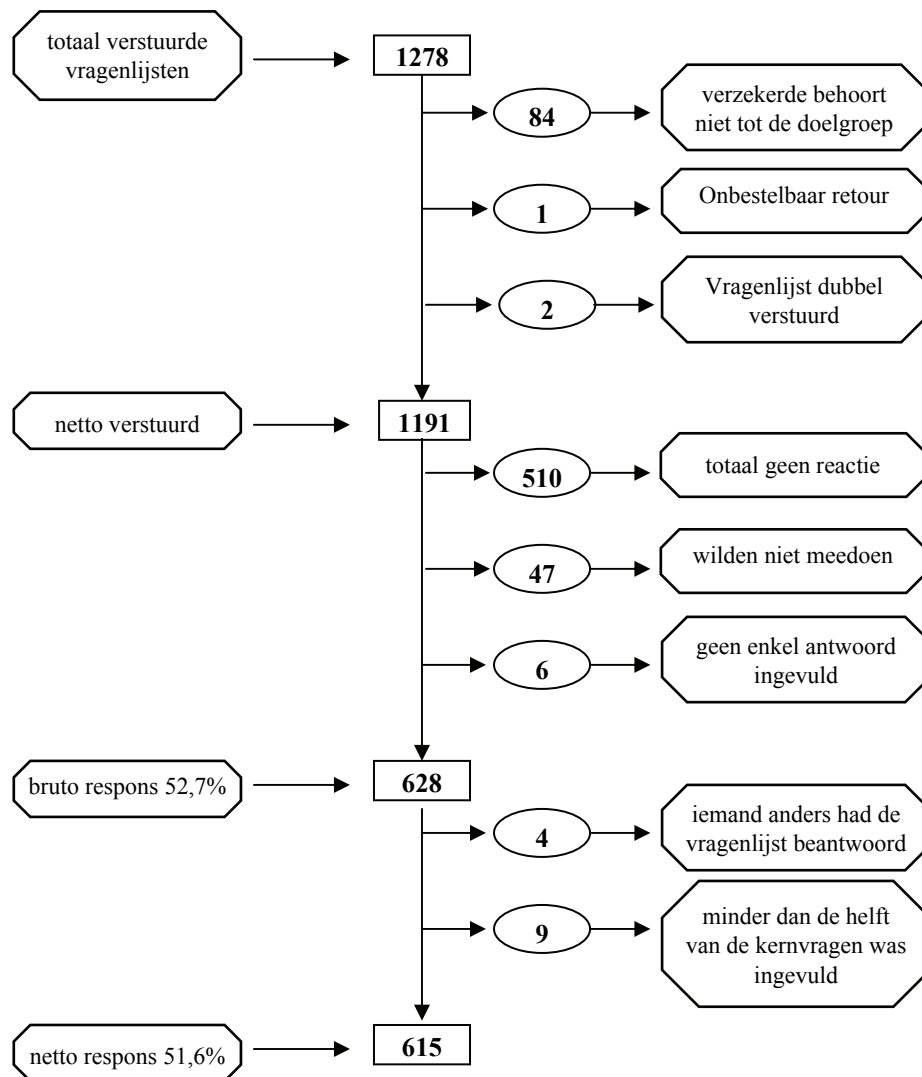 totaal verstuurde
vragenlijsten
1278
84
verzekerde behoort
niet tot de doelgroep
1
Onbestelbaar retour
2
Vragenlijst dubbel
verstuurd
netto verstuurd
1191
510
totaal geen reactie
47
wilden niet meedoen
6
geen enkel antwoord
ingevuld
bruto respons 52,7%
628
4
iemand anders had de
vragenlijst beantwoord
9
minder dan de helft
van de kernvragen was
ingevuld
netto respons 51,6%
615